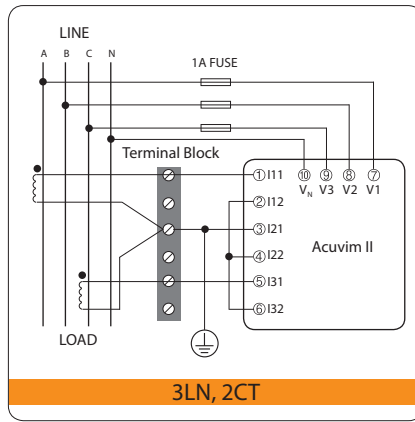 LINE
A B C N
1A FUSE
Terminal Block
⑩ ⑨ ⑧ ⑦
VN V3 V2 V1
① I11
② I12
③ I21
④ I22
⑤ I31
⑥ I32
Acuvim II
LOAD
3LN, 2CT